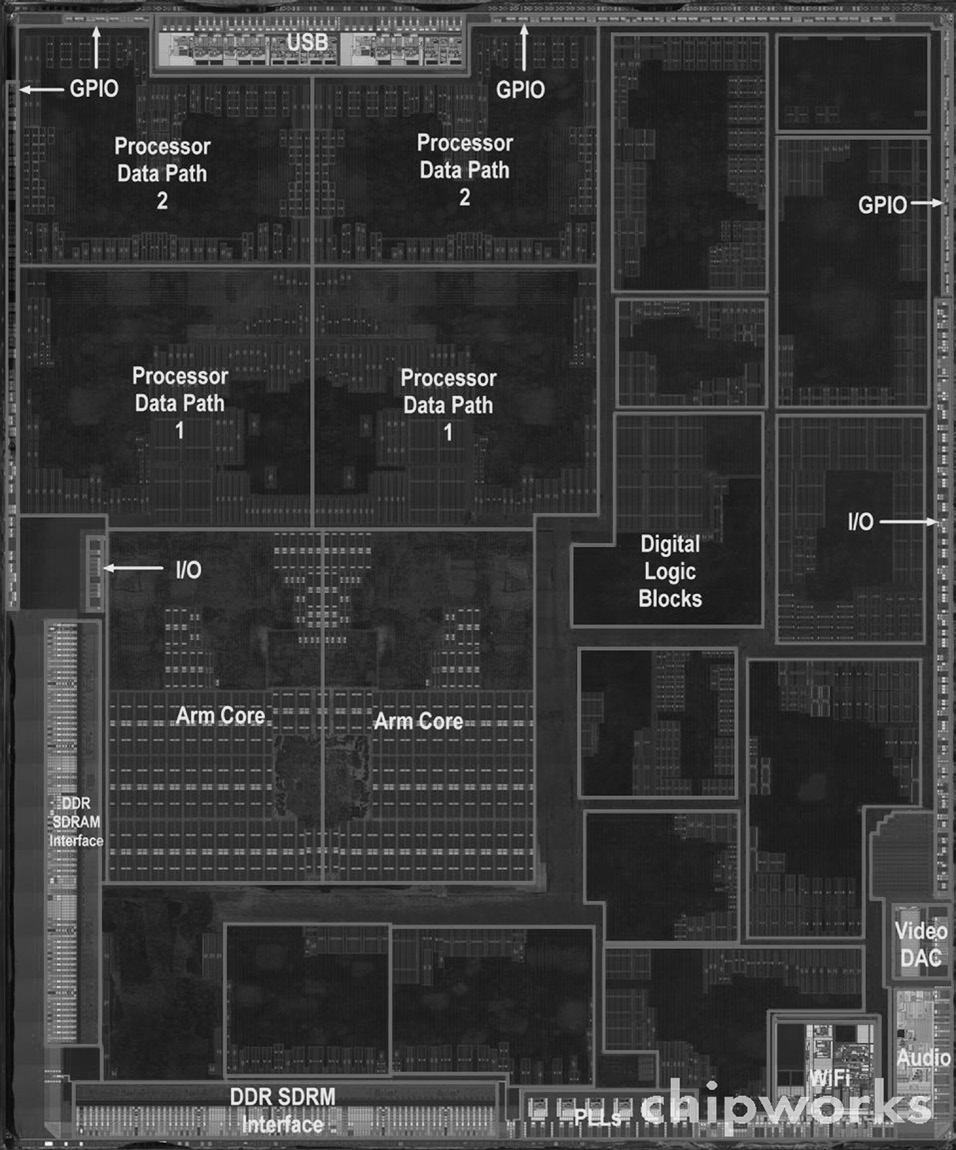 USB
GPIO
GPIO
Processor
Data Path
2
Processor
Data Path
2
GPIO
Processor
Data Path
1
Processor
Data Path
1
I/O
Digital
Logic
Blocks
I/O
Arm Core
Arm Core
DDR
SDRAM
Interface
Video
DAC
Audio
WiFi
DDR SDRM
Interface
PLLs
chipworks